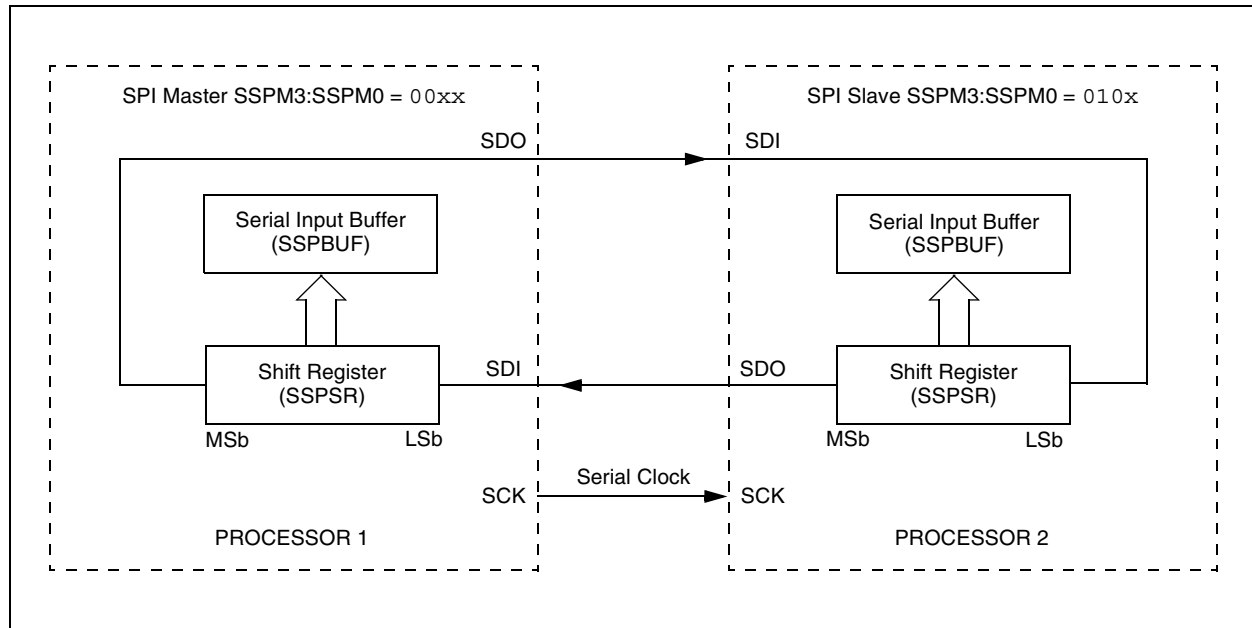 SPI Master SSPM3:SSPM0 = 00xx
SDO
Serial Input Buffer
(SSPBUF)
Shift Register
(SSPSR)
MSb
LSb
SDI
SCK
PROCESSOR 1
Serial Clock
SPI Slave SSPM3:SSPM0 = 010x
SDI
Serial Input Buffer
(SSPBUF)
SDO
Shift Register
(SSPSR)
MSb
LSb
SCK
PROCESSOR 2